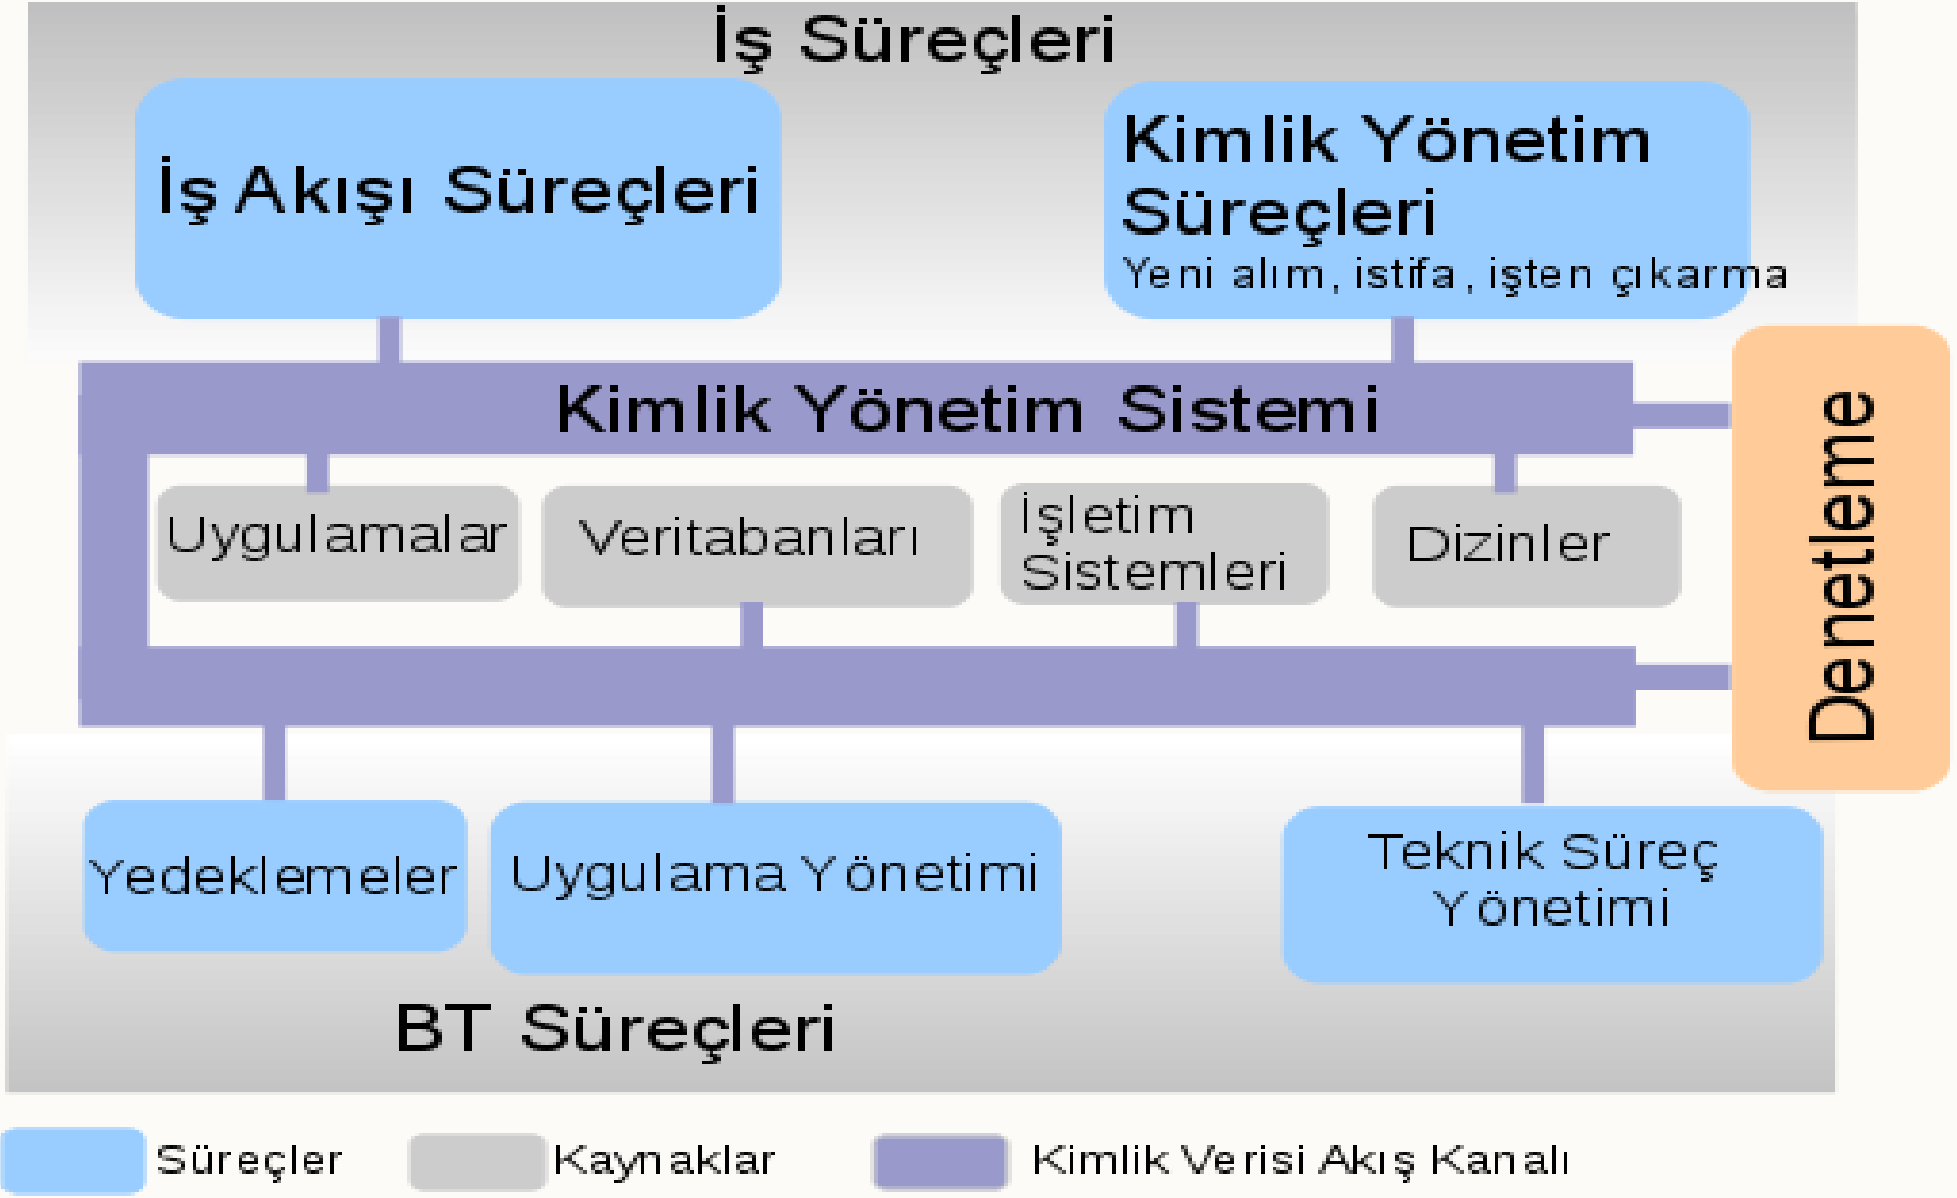 İş Süreçleri
İş Akışı Süreçleri
Kimlik Yönetim
Süreçleri
Yeni alım, istifa, işten çıkarma
Kimlik Yönetim Sistemi
Denetleme
Uygulamalar
Veritabanları
İşletim
Sistemleri
Dizinler
Yedeklemeler
Uygulama Yönetimi
Teknik Süreç
Yönetimi
BT Süreçleri
Süreçler
Kaynaklar
Kimlik Verisi Akış Kanalı